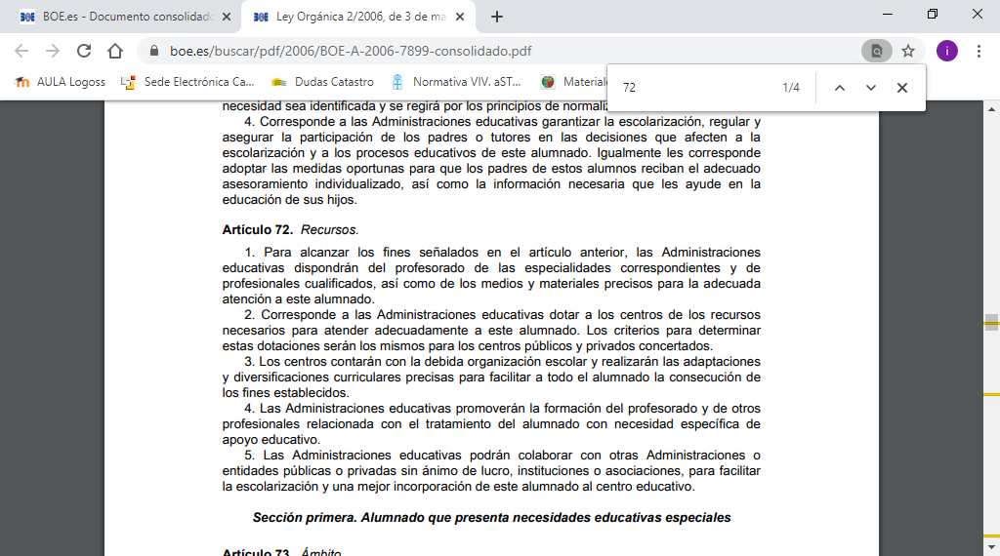 BOE.es - Documento consolidado
Ley Orgánica 2/2006, de 3 de ma
boe.es/buscar/pdf/2006/BOE-A-2006-7899-consolidado.pdf
i
AULA Logoss
Sede Electrónica Ca...
Dudas Catastro
Normativa VIV. aST...
Material
72
1/4
necesidad sea identificada y se regirá por los principios de
4. Corresponde a las Administraciones educativas garantizar la escolarización, regular y
asegurar la participación de los padres o tutores en las decisiones que afecten a la
escolarización y a los procesos educativos de este alumnado. Igualmente les corresponde
adoptar las medidas oportunas para que los padres de estos alumnos reciban el adecuado
asesoramiento individualizado, así como la información necesaria que les ayude en la
educación de sus hijos.
Artículo 72. Recursos.
1. Para alcanzar los fines señalados en el artículo anterior, las Administraciones
educativas dispondrán del profesorado de las especialidades correspondientes y de
profesionales cualificados, así como de los medios y materiales precisos para la adecuada
atención a este alumnado.
2. Corresponde a las Administraciones educativas dotar a los centros de los recursos
necesarios para atender adecuadamente a este alumnado. Los criterios para determinar
estas dotaciones serán los mismos para los centros públicos y privados concertados.
3. Los centros contarán con la debida organización escolar y realizarán las adaptaciones
y diversificaciones curriculares precisas para facilitar a todo el alumnado la consecución de
los fines establecidos.
4. Las Administraciones educativas promoverán la formación del profesorado y de otros
profesionales relacionada con el tratamiento del alumnado con necesidad específica de
apoyo educativo.
5. Las Administraciones educativas podrán colaborar con otras Administraciones o
entidades públicas o privadas sin ánimo de lucro, instituciones o asociaciones, para facilitar
la escolarización y una mejor incorporación de este alumnado al centro educativo.
Sección primera. Alumnado que presenta necesidades educativas especiales
Artículo 73. Ámbito